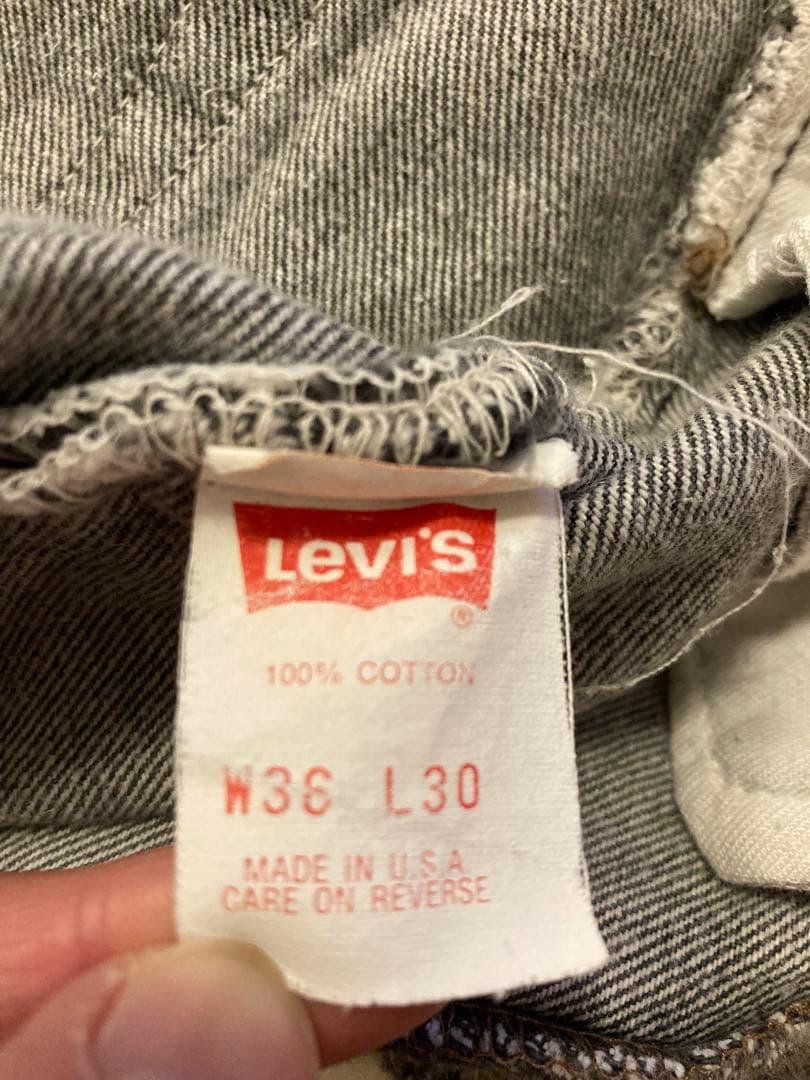 Levi's
®
100% COTTON
W36 L30
MADE IN U.S.A.
CARE ON REVERSE